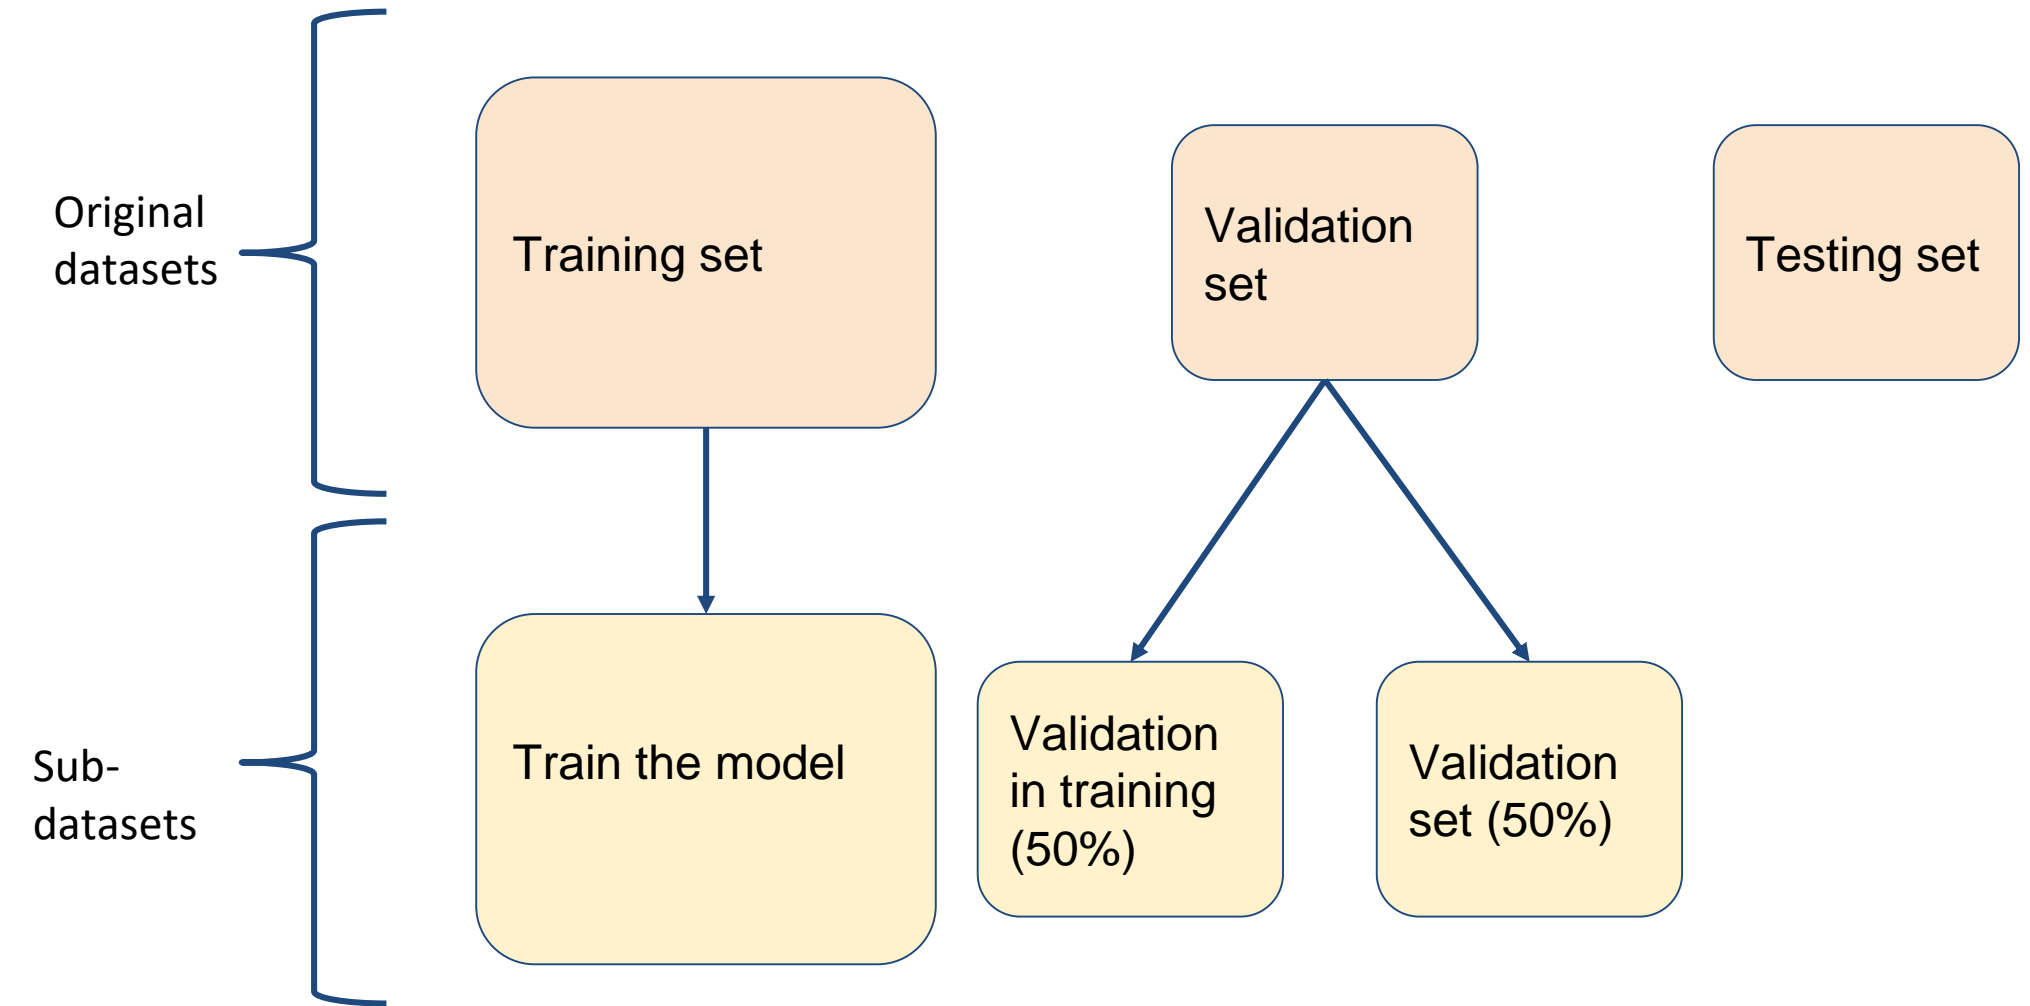 Original
datasets
Training set
Validation
set
Testing set
Sub-
datasets
Train the model
Validation
in training
(50%)
Validation
set (50%)